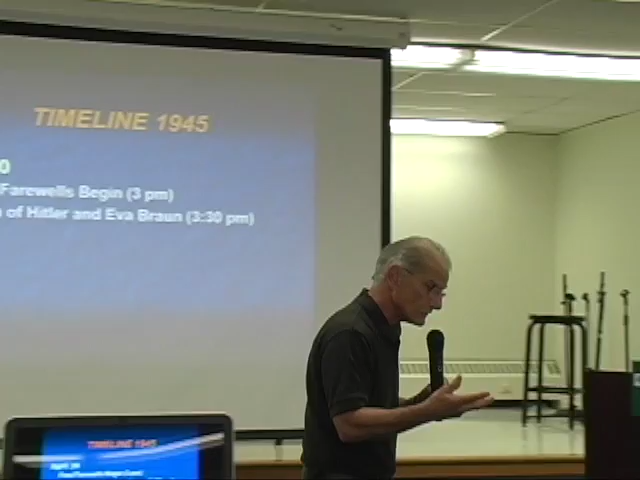 TIMELINE 1945
0
Farewells Begin (3 pm)
of Hitler and Eva Braun (3:30 pm)
TIMELINE 1945